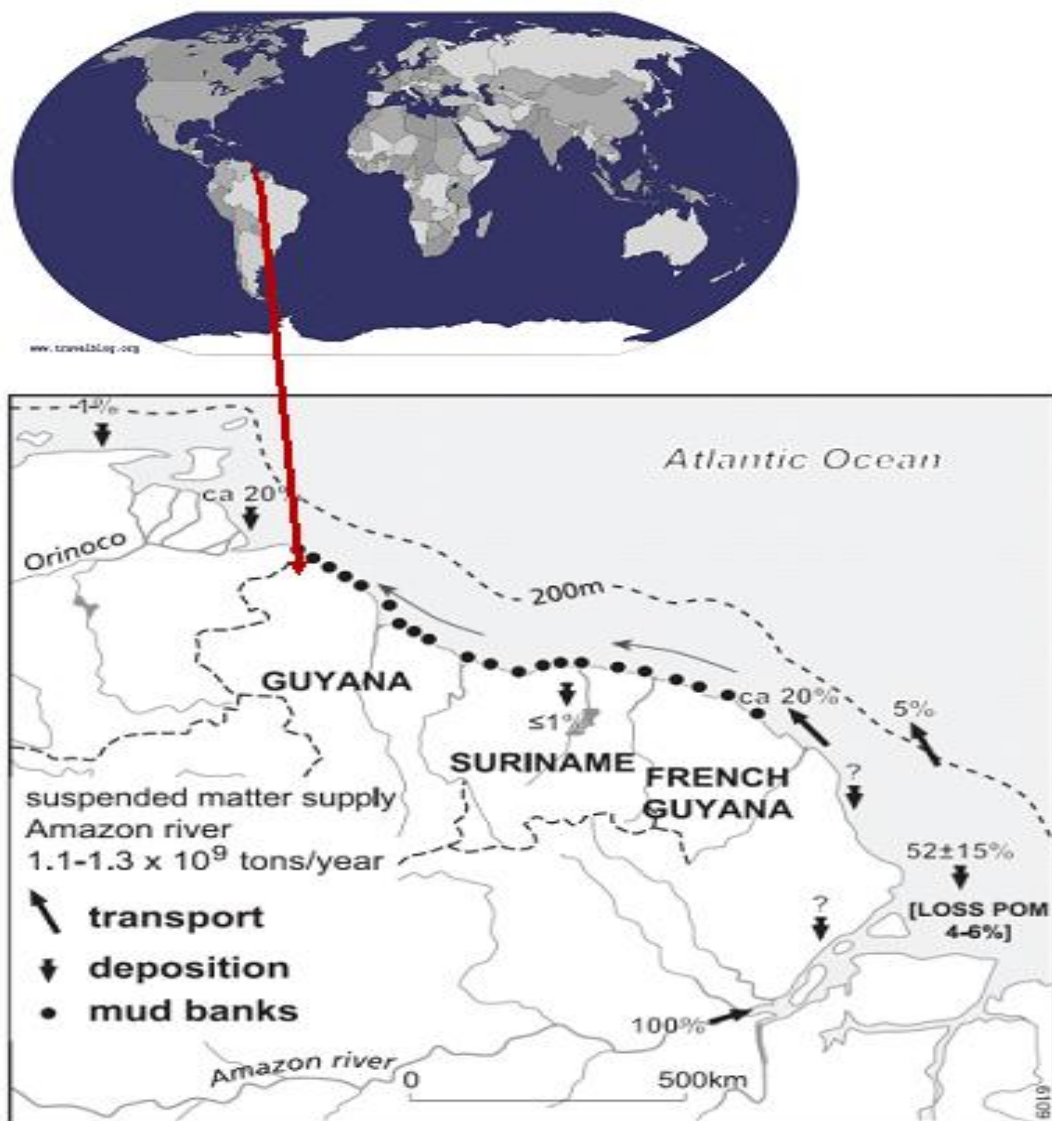 www.travelblog.org
1%
Atlantic Ocean
ca 20%
Orinoco
200m
GUYANA
ca 20%
5%
≤1%
SURINAME
FRENCH
GUYANA
?
suspended matter supply
Amazon river
1.1-1.3 x 10⁹ tons/year
52±15%
[LOSS POM
4-6%]
?
transport
deposition
mud banks
100%
Amazon river
0 500km
6109